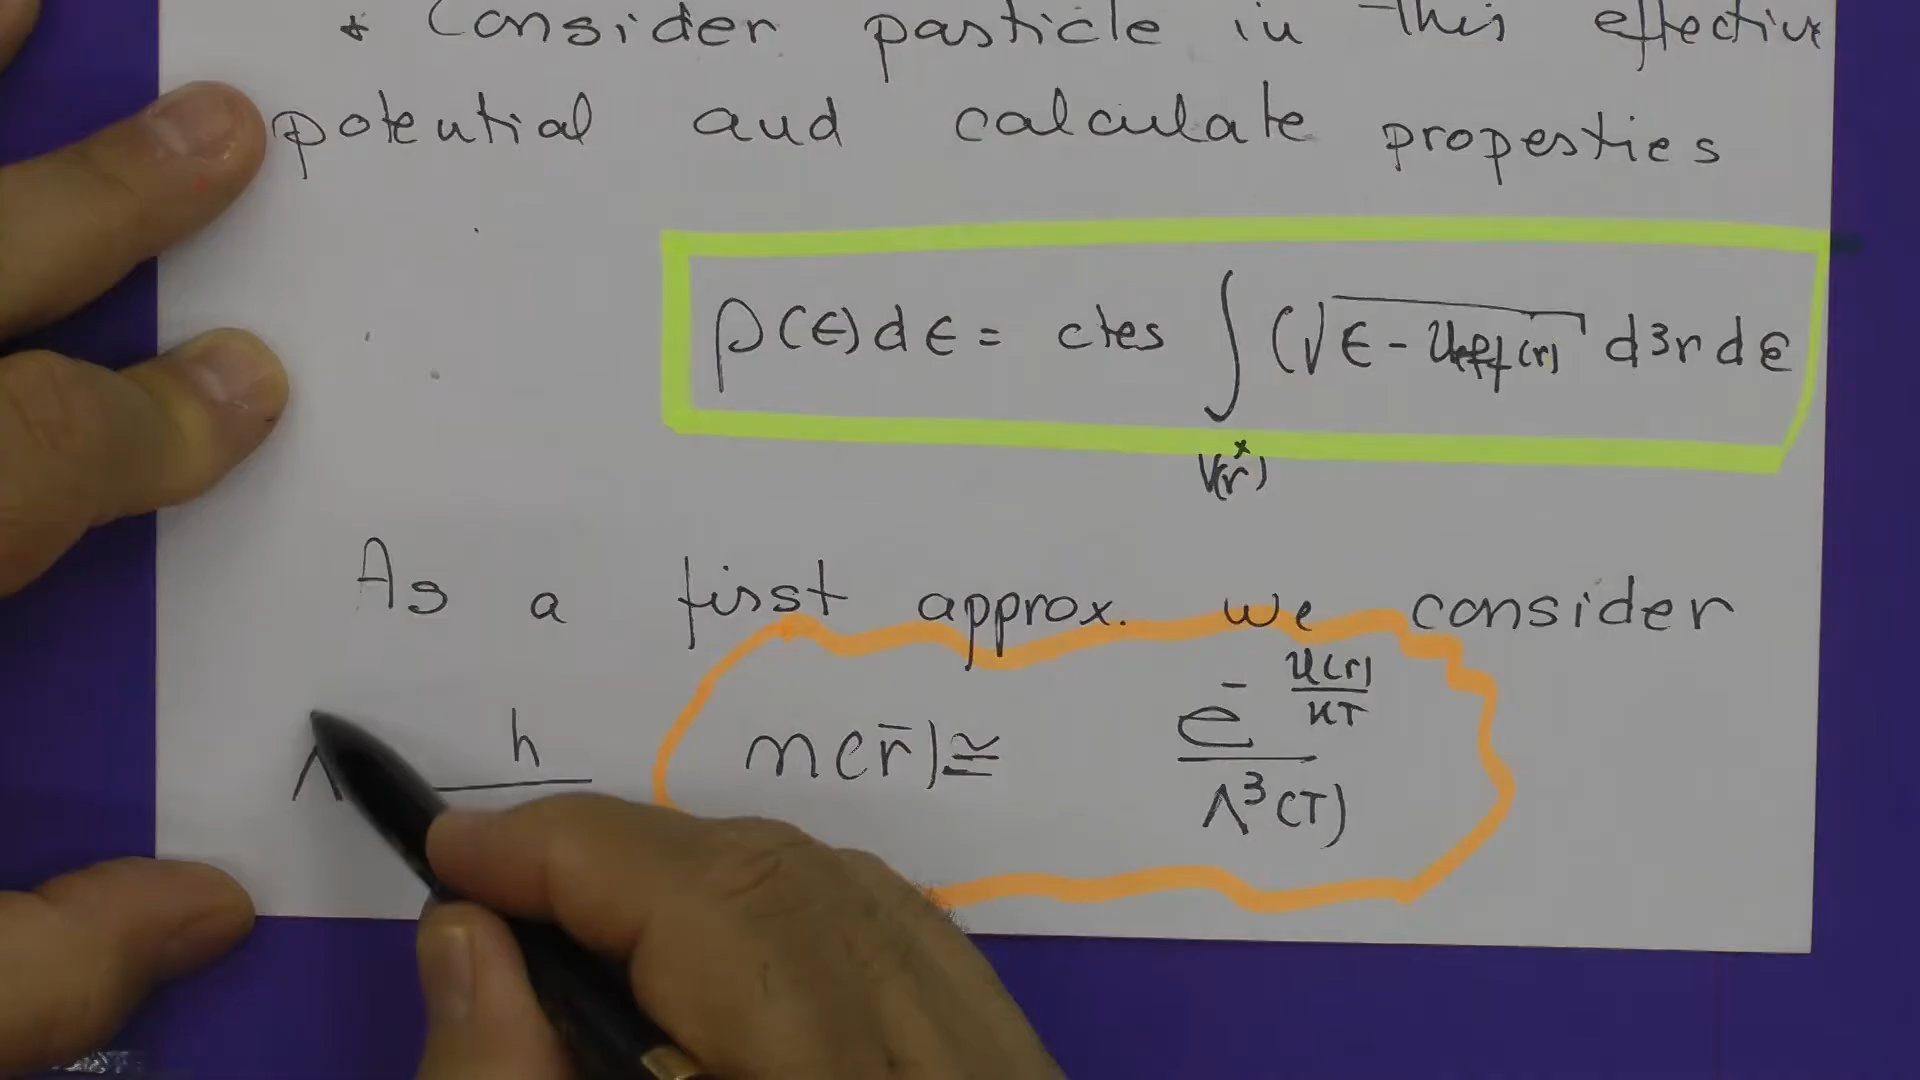 * Consider particle in this effective
potential and calculate properties
ρ(ϵ)dϵ = ctes ∫ (√ϵ - Ueff(r) d3r dε
V(r*)
As a first approx. we consider
Λ h n(r̄) ≅ e^(-U(r)/KT) / Λ³(T)